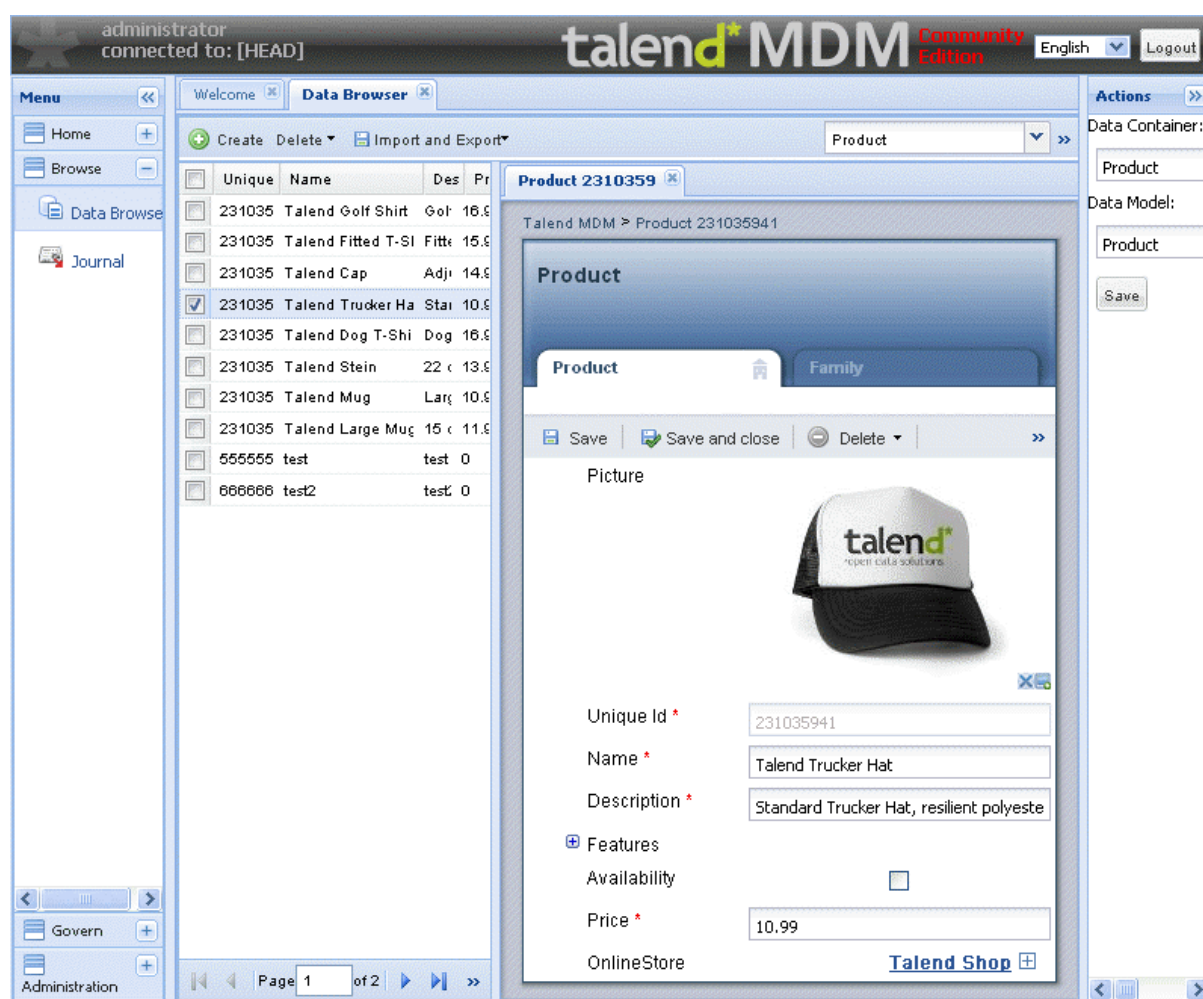 administrator
connected to: [HEAD]
talend* MDM Community Edition
English
Logout
Menu
Home
Browse
Data Browse
Journal
Govern
Administration
Welcome
Data Browser
Create Delete Import and Export
Product
Unique Name Des Pr
231035 Talend Golf Shirt 16.9
231035 Talend Fitted T-S Fitte 15.9
231035 Talend Cap Adj 14.9
231035 Talend Trucker Ha Star 10.9
231035 Talend Dog T-Shi Dog 16.9
231035 Talend Stein 22 13.9
231035 Talend Mug Larg 10.9
231035 Talend Large Mug 15 11.9
555555 test test 0
666666 test2 test2 0
Page 1 of 2
Product 2310359
Talend MDM > Product 231035941
Product
Product
Family
Save Save and close Delete
Picture
talend*
*open data solutions
Unique Id * 231035941
Name * Talend Trucker Hat
Description * Standard Trucker Hat, resilient polyeste
Features
Availability
Price * 10.99
OnlineStore Talend Shop
Actions
Data Container:
Product
Data Model:
Product
Save